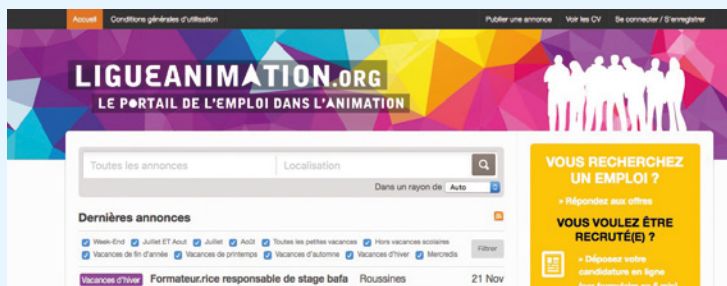 Accueil Conditions générales d'utilisation Publier une annonce Voir les CV Se connecter / S'enregistrer
LIGUEANIMATION.ORG
LE PORTAIL DE L'EMPLOI DANS L'ANIMATION
Toutes les annonces Localisation
Dans un rayon de Auto
Dernières annonces
Week-End Juillet ET Aout Juillet Août Toutes les petites vacances Hors vacances scolaires
Vacances de fin d'année Vacances de printemps Vacances d'automne Vacances d'hiver Mercredis
Filtrer
Vacances d'hiver Formateur.rice responsable de stage bafa Roussines 21 Nov
VOUS RECHERCHEZ
UN EMPLOI ?
» Répondez aux offres
VOUS VOULEZ ÊTRE
RECRUTÉ(E) ?
» Déposez votre
candidature en ligne